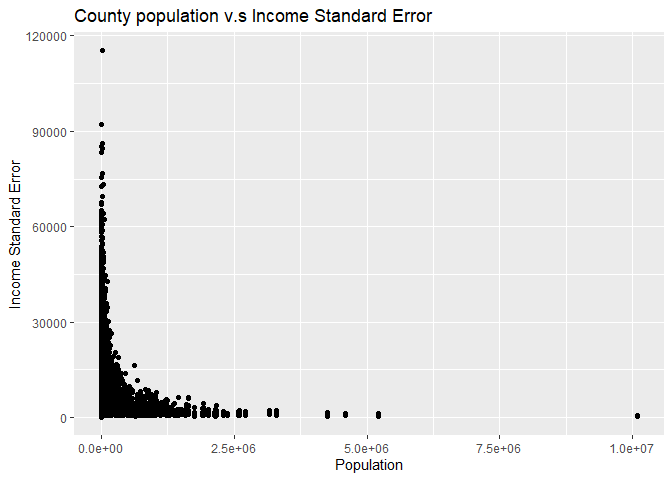 County population v.s Income Standard Error
120000
90000
60000
30000
0
Income Standard Error
0.0e+00 2.5e+06 5.0e+06 7.5e+06 1.0e+07
Population